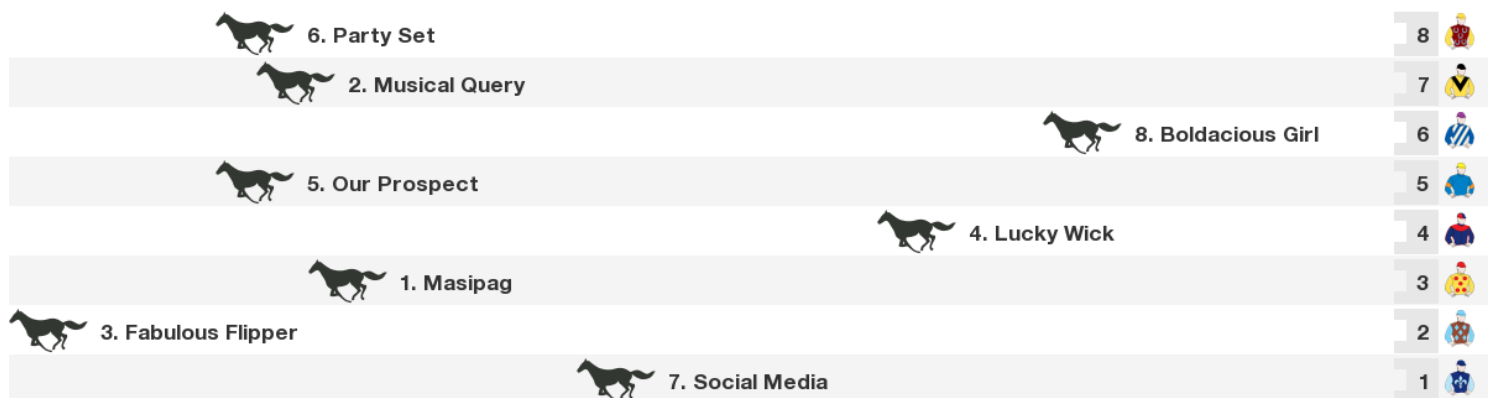 6. Party Set 8
2. Musical Query 7
8. Boldacious Girl 6
5. Our Prospect 5
4. Lucky Wick 4
1. Masipag 3
3. Fabulous Flipper 2
7. Social Media 1